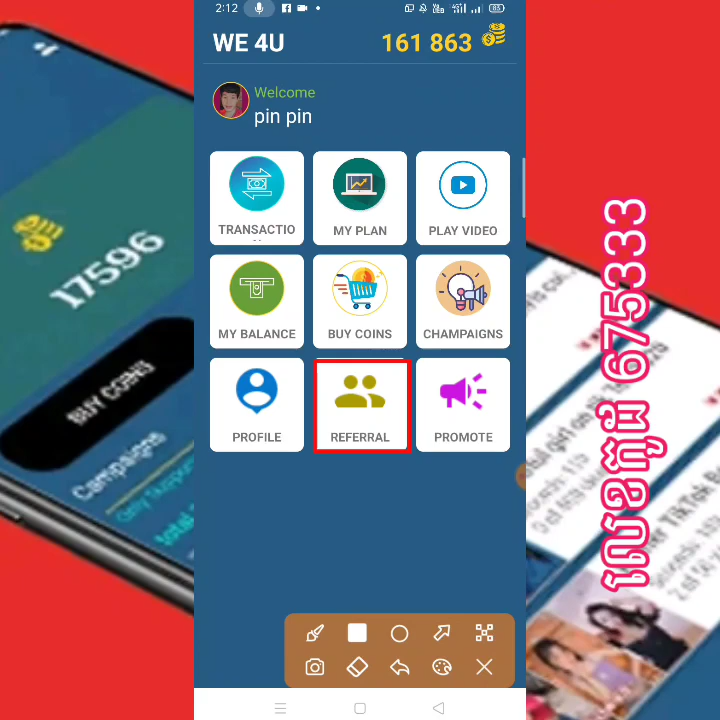 2:12
85
WE 4U
161 863
Welcome
pin pin
TRANSACTIO
MY PLAN
PLAY VIDEO
MY BALANCE
BUY COINS
CHAMPAIGNS
PROFILE
REFERRAL
PROMOTE
17596
BUY COINS
Campaigns
លេខកូដ 675333